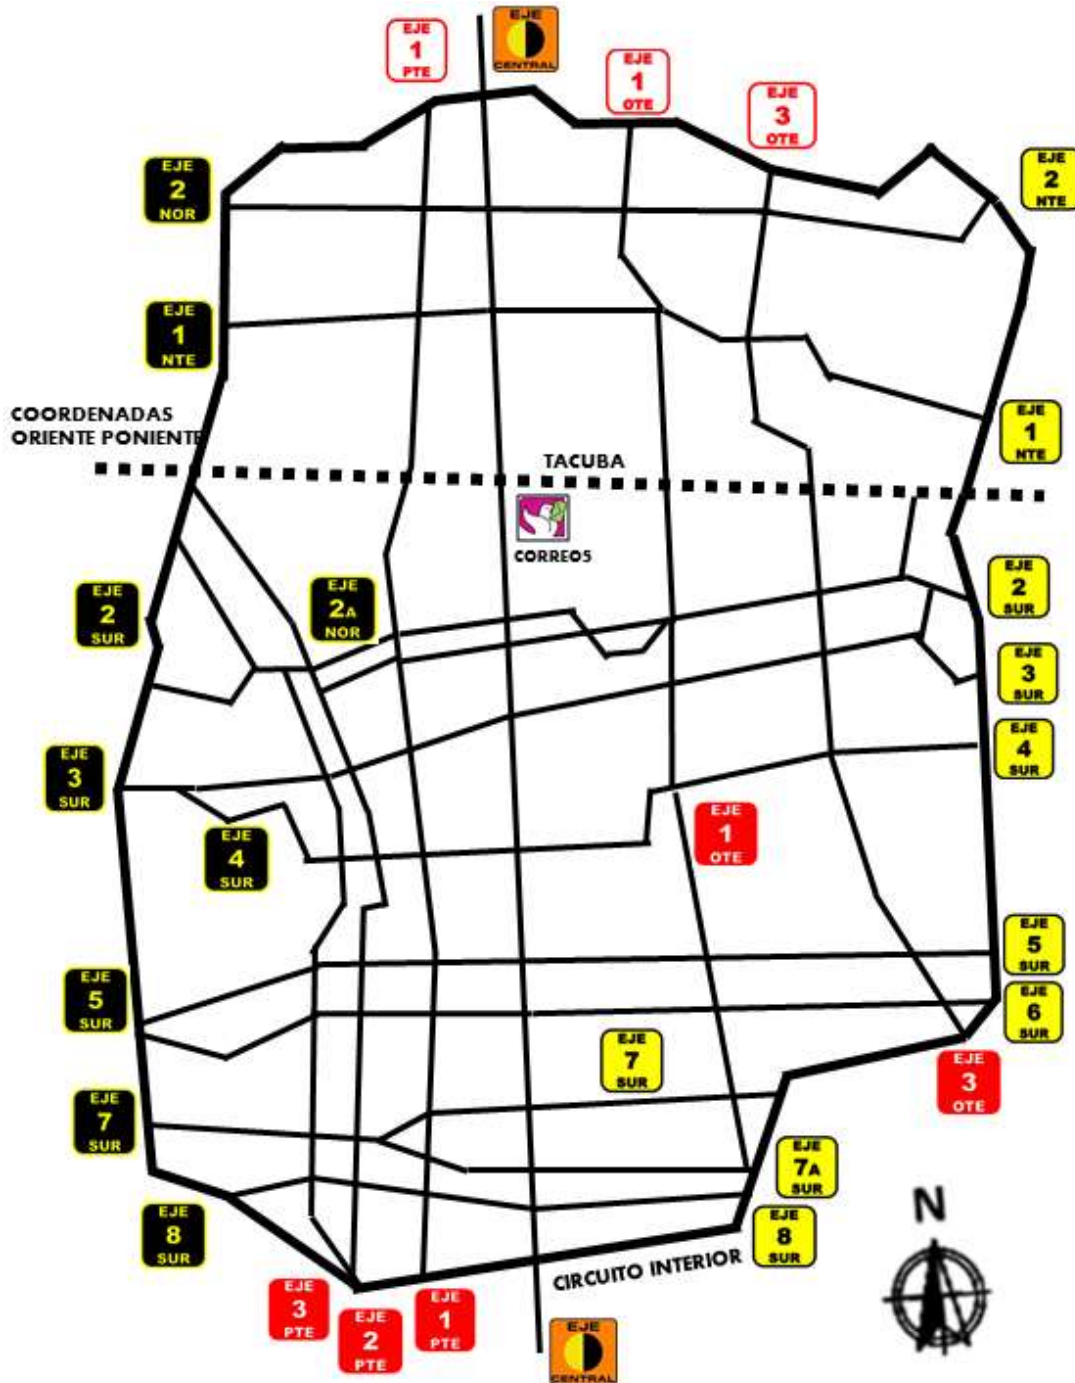 EJE
1
PTE
EJE
CENTRAL
EJE
1
OTE
EJE
3
OTE
EJE
2
NOR
EJE
2
NTE
EJE
1
NTE
COORDENADAS
ORIENTE PONIENTE
EJE
1
NTE
TACUBA
CORREOS
EJE
2
SUR
EJE
2A
NOR
EJE
2
SUR
EJE
3
SUR
EJE
3
SUR
EJE
4
SUR
EJE
4
SUR
EJE
1
OTE
EJE
5
SUR
EJE
5
SUR
EJE
6
SUR
EJE
7
SUR
EJE
3
OTE
EJE
7
SUR
EJE
7A
SUR
EJE
8
SUR
EJE
8
SUR
N
CIRCUITO INTERIOR
EJE
3
PTE
EJE
2
PTE
EJE
1
PTE
EJE
CENTRAL